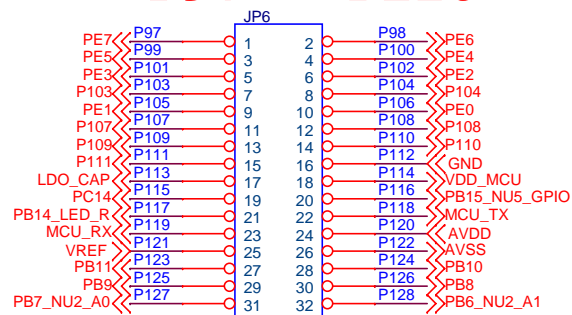 JP6
PE7 P97 1 2 P98 PE6
PE5 P99 3 4 P100 PE4
PE3 P101 5 6 P102 PE2
P103 P103 7 8 P104 P104
PE1 P105 9 10 P106 PE0
P107 P107 11 12 P108 P108
P109 P109 13 14 P110 P110
P111 P111 15 16 P112 GND
LDO_CAP P113 17 18 P114 VDD_MCU
PC14 P115 19 20 P116 PB15_NU5_GPIO
PB14_LED_R P117 21 22 P118 MCU_TX
MCU_RX P119 23 24 P120 AVDD
VREF P121 25 26 P122 AVSS
PB11 P123 27 28 P124 PB10
PB9 P125 29 30 P126 PB8
PB7_NU2_A0 P127 31 32 P128 PB6_NU2_A1